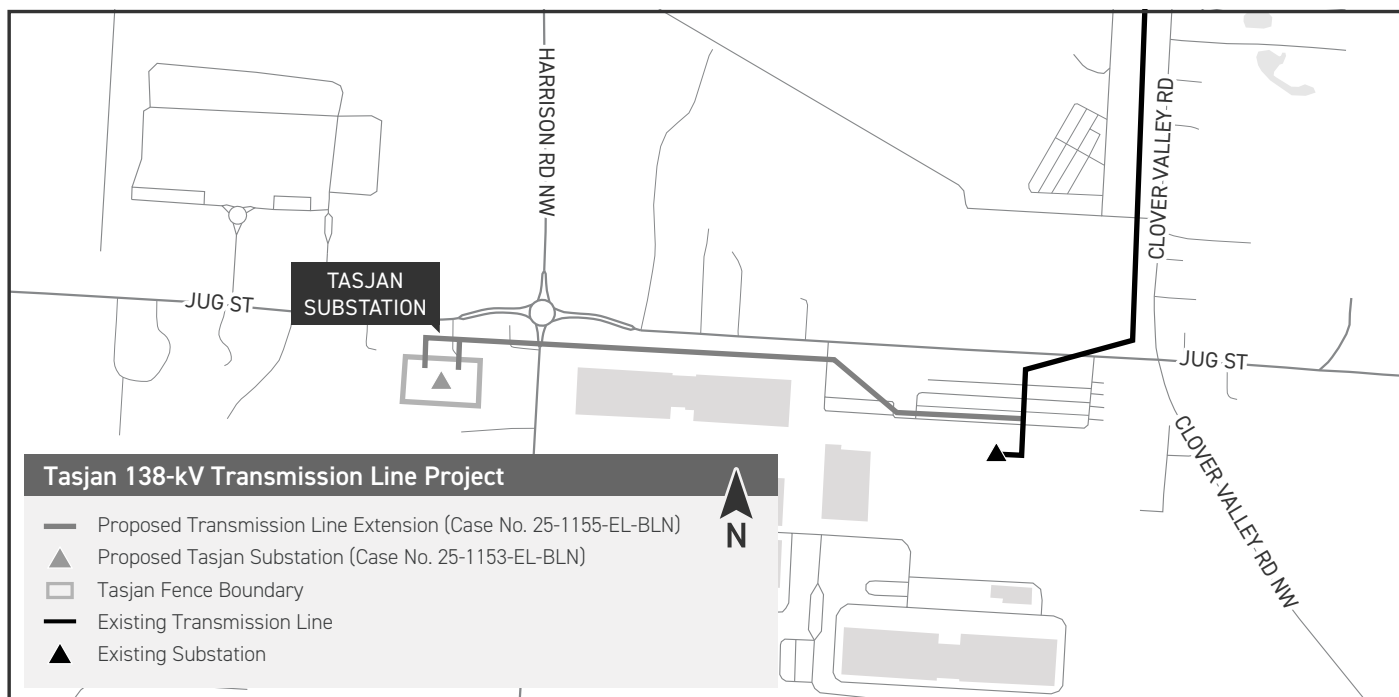 HARRISON RD NW
CLOVER VALLEY RD
TASJAN
SUBSTATION
JUG ST
JUG ST
CLOVER VALLEY RD NW
Tasjan 138-kV Transmission Line Project
Proposed Transmission Line Extension (Case No. 25-1155-EL-BLN)
Proposed Tasjan Substation (Case No. 25-1153-EL-BLN)
Tasjan Fence Boundary
Existing Transmission Line
Existing Substation
N